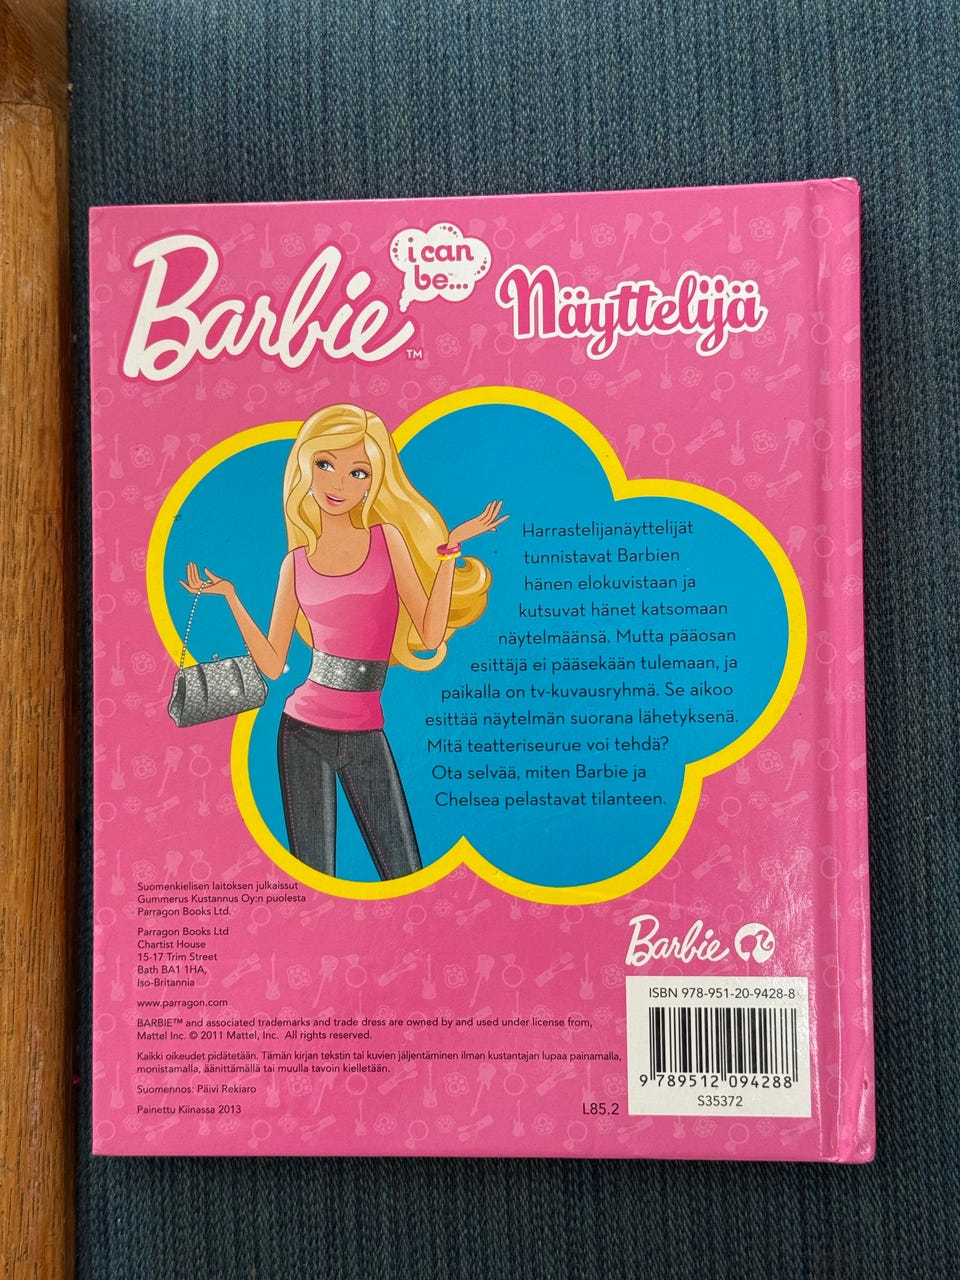 Barbie™
i can
be™...
Näyttelijä
Harrastelijanäyttelijät
tunnistavat Barbien
hänen elokuvistaan ja
kutsuvat hänet katsomaan
näytelmäänsä. Mutta pääosan
esittäjä ei pääsekään tulemaan, ja
paikalla on tv-kuvausryhmä. Se aikoo
esittää näytelmän suorana lähetyksenä.
Mitä teatteriseurue voi tehdä?
Ota selvää, miten Barbie ja
Chelsea pelastavat tilanteen.
Suomenkielisen laitoksen julkaissut
Gummerus Kustannus Oy:n puolesta
Parragon Books Ltd.
Parragon Books Ltd
Chartist House
15-17 Trim Street
Bath BA1 1HA,
Iso-Britannia
www.parragon.com
BARBIE™ and associated trademarks and trade dress are owned by and used under license from,
Mattel Inc. © 2011 Mattel, Inc. All rights reserved.
Kaikki oikeudet pidätetään. Tämän kirjan tekstin tai kuvien jäljentäminen ilman kustantajan lupaa painamalla,
monistamalla, äänittämällä tai muulla tavoin kielletään.
Suomennos: Päivi Rekiaro
Painettu Kiinassa 2013
L85.2
Barbie
ISBN 978-951-20-9428-8
9 789512 094288
S35372